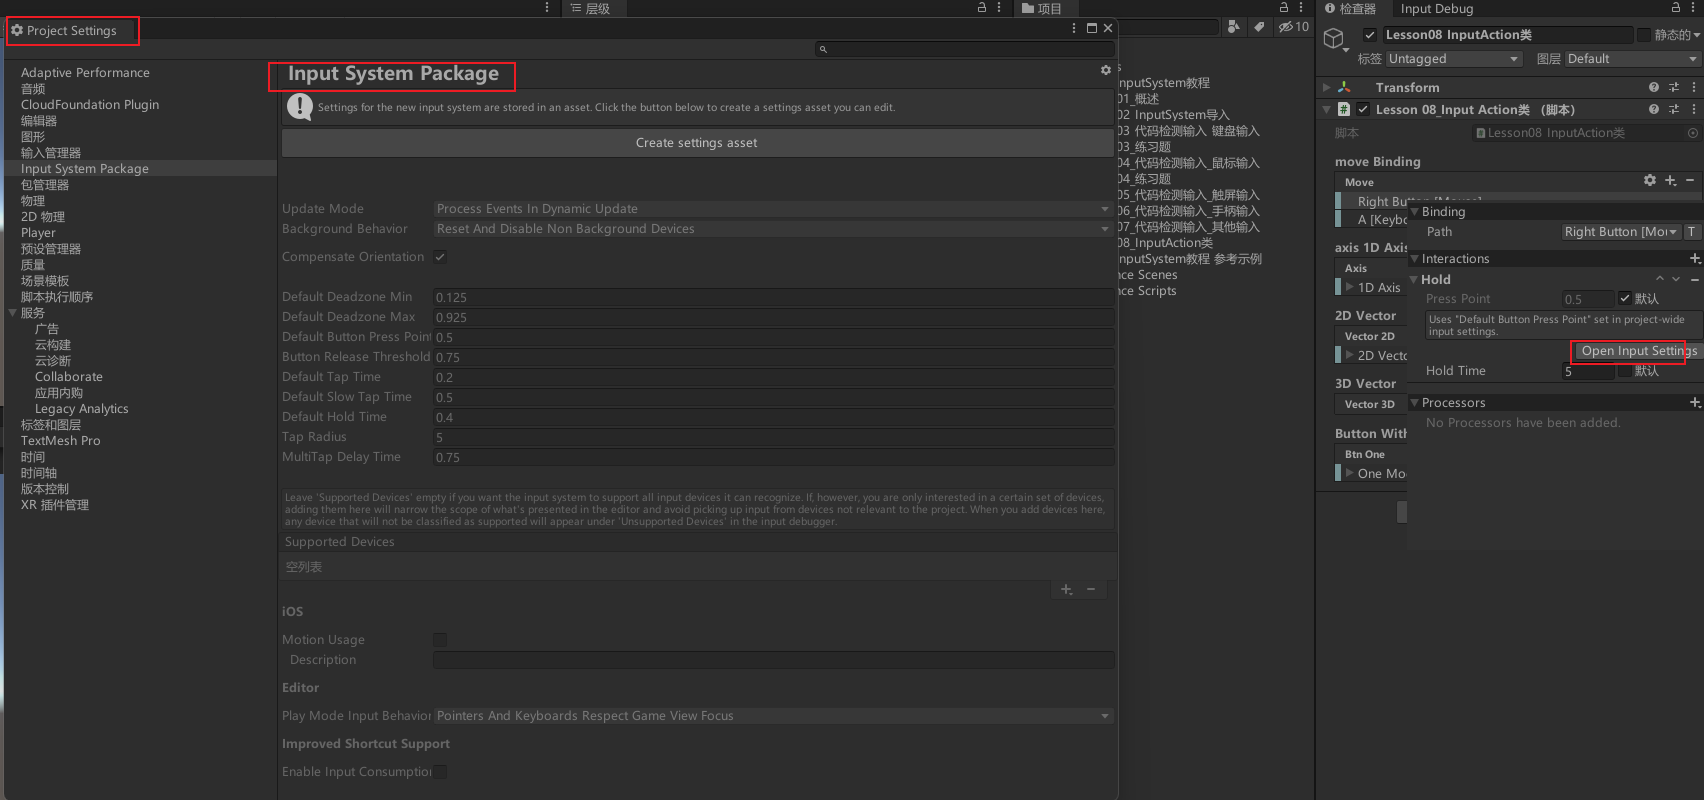 层级
项目
检查器
Input Debug
Project Settings
10
Lesson08 InputAction类
静态的
标签 Untagged
图层 Default
Adaptive Performance
音频
CloudFoundation Plugin
编辑器
图形
输入管理器
Input System Package
包管理器
物理
2D 物理
Player
预设管理器
质量
场景模板
脚本执行顺序
服务
广告
云构建
云诊断
Collaborate
应用内购
Legacy Analytics
标签和图层
TextMesh Pro
时间
时间轴
版本控制
XR 插件管理
Input System Package
Settings for the new input system are stored in an asset. Click the button below to create a settings asset you can edit.
Create settings asset
Update Mode Process Events In Dynamic Update
Background Behavior Reset And Disable Non Background Devices
Compensate Orientation
Default Deadzone Min 0.125
Default Deadzone Max 0.925
Default Button Press Point 0.5
Button Release Threshold 0.75
Default Tap Time 0.2
Default Slow Tap Time 0.5
Default Hold Time 0.4
Tap Radius 5
MultiTap Delay Time 0.75
Leave 'Supported Devices' empty if you want the input system to support all input devices it can recognize. If, however, you are only interested in a certain set of devices,
adding them here will narrow the scope of what's presented in the editor and avoid picking up input from devices not relevant to the project. When you add devices here,
any device that will not be classified as supported will appear under 'Unsupported Devices' in the input debugger.
Supported Devices
空列表
iOS
Motion Usage
Description
Editor
Play Mode Input Behavior Pointers And Keyboards Respect Game View Focus
Improved Shortcut Support
Enable Input Consumption
s
nputSystem教程
01_概述
02 InputSystem导入
03 代码检测输入 键盘输入
03_练习题
04_代码检测输入_鼠标输入
04_练习题
05_代码检测输入_触屏输入
06_代码检测输入_手柄输入
07_代码检测输入_其他输入
08_InputAction类
nputSystem教程 参考示例
nce Scenes
nce Scripts
Transform
Lesson 08_Input Action类 （脚本）
脚本 Lesson08 InputAction类
move Binding
Move
Right Button [Mouse]
A [Keybo
axis 1D Axis
Axis
1D Axis
2D Vector
Vector 2D
2D Vecto
3D Vector
Vector 3D
Button With
Btn One
One Mo
Binding
Path Right Button [Mou T
Interactions
Hold
Press Point 0.5 默认
Uses "Default Button Press Point" set in project-wide
input settings.
Open Input Settings
Hold Time 5 默认
Processors
No Processors have been added.